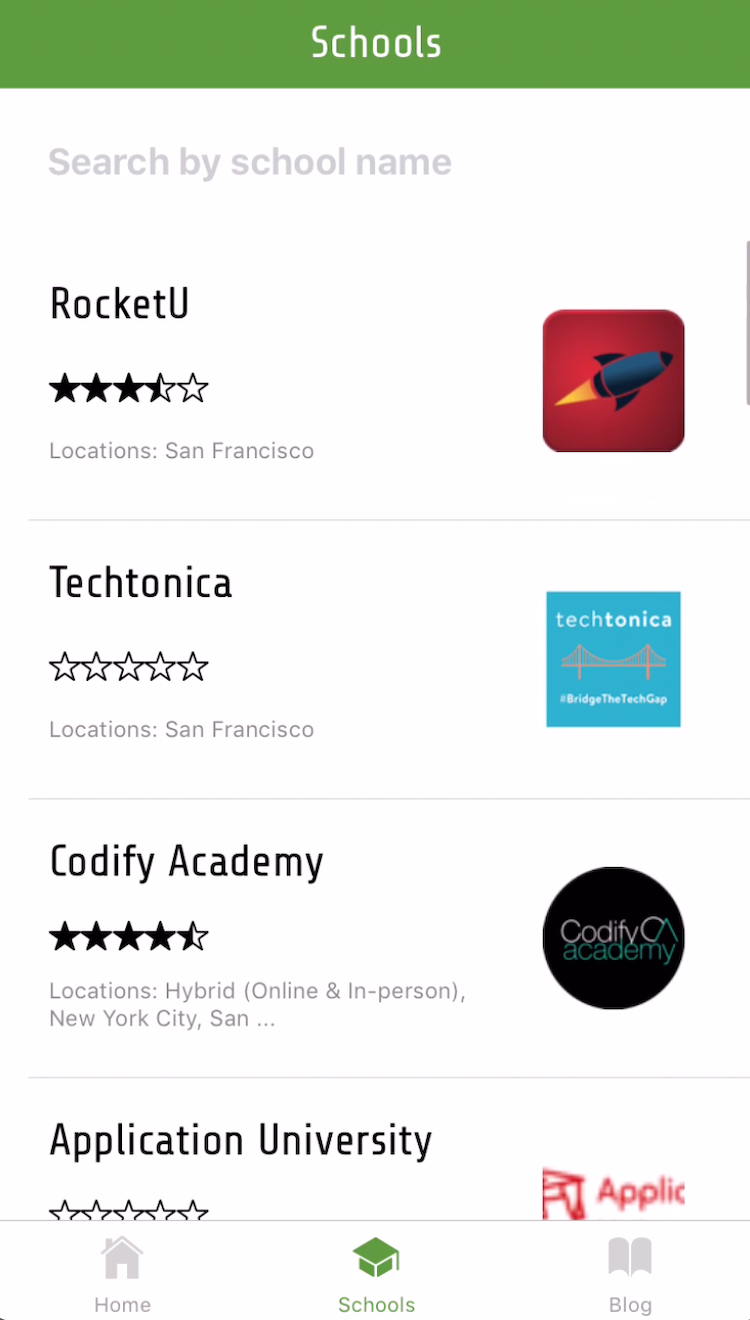 Schools
Search by school name
RocketU
Locations: San Francisco
Techtonica
Locations: San Francisco
techtonica
#BridgeTheTechGap
Codify Academy
Locations: Hybrid (Online & In-person),
New York City, San ...
Codify CA
academy
Application University
Applic
Home
Schools
Blog